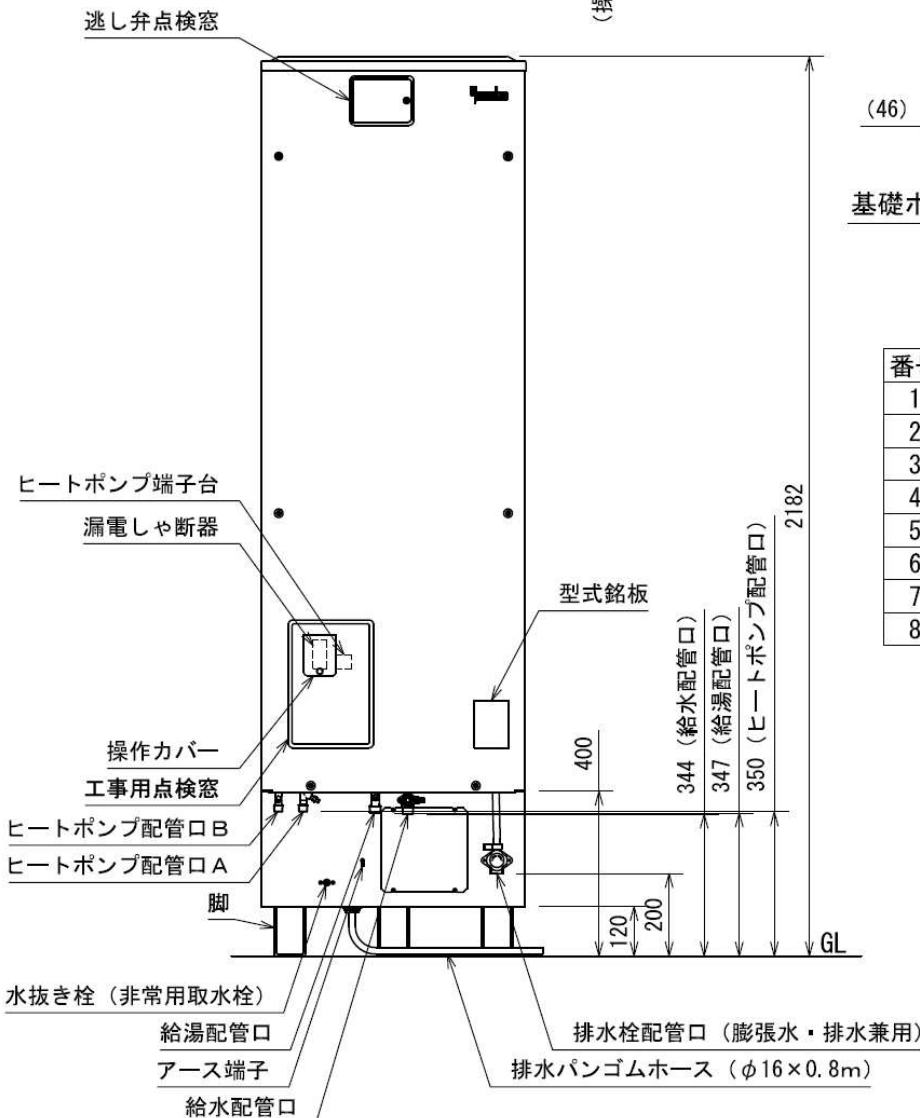 逃し弁点検窓
(46)
基礎ボ
番
1
2
3
4
5
6
7
8
2182
ヒートポンプ端子台
漏電しゃ断器
型式銘板
344（給水配管口）
347（給湯配管口）
350（ヒートポンプ配管口）
400
操作カバー
工事用点検窓
ヒートポンプ配管口B
ヒートポンプ配管口A
脚
120
200
GL
水抜き栓（非常用取水栓）
給湯配管口
アース端子
給水配管口
排水栓配管口（膨張水・排水兼用）
排水パンゴムホース（φ16×0.8m）